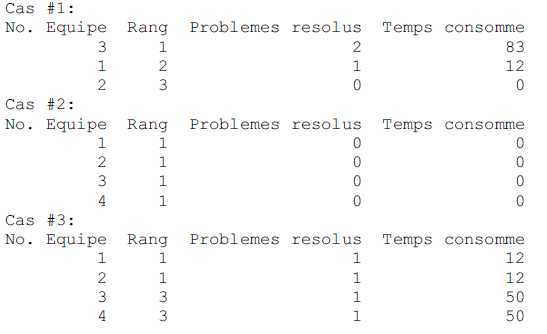 Cas #1:
No. Equipe  Rang  Problemes resolus  Temps consomme
         3     1                  2              83
         1     2                  1              12
         2     3                  0               0
Cas #2:
No. Equipe  Rang  Problemes resolus  Temps consomme
         1     1                  0               0
         2     1                  0               0
         3     1                  0               0
         4     1                  0               0
Cas #3:
No. Equipe  Rang  Problemes resolus  Temps consomme
         1     1                  1              12
         2     1                  1              12
         3     3                  1              50
         4     3                  1              50